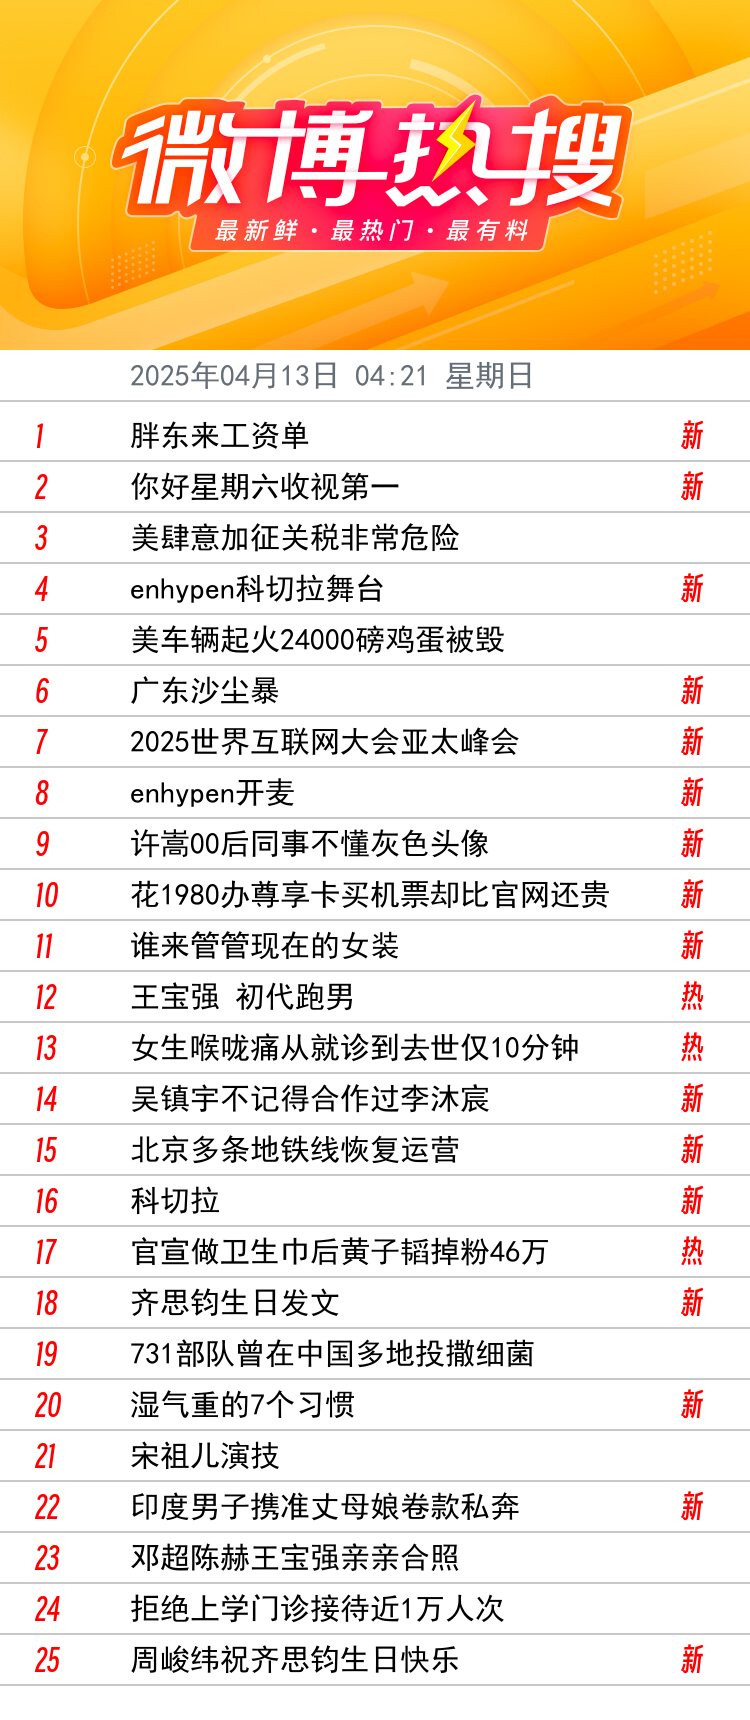 微博热搜
最新鲜·最热门·最有料
2025年04月13日 04:21 星期日
1 胖东来工资单 新
2 你好星期六收视第一 新
3 美肆意加征关税非常危险
4 enhypen科切拉舞台 新
5 美车辆起火24000磅鸡蛋被毁
6 广东沙尘暴 新
7 2025世界互联网大会亚太峰会 新
8 enhypen开麦 新
9 许嵩00后同事不懂灰色头像 新
10 花1980办尊享卡买机票却比官网还贵 新
11 谁来管管现在的女装 新
12 王宝强 初代跑男 热
13 女生喉咙痛从就诊到去世仅10分钟 热
14 吴镇宇不记得合作过李沐宸 新
15 北京多条地铁线恢复运营 新
16 科切拉 新
17 官宣做卫生巾后黄子韬掉粉46万 热
18 齐思钧生日发文 新
19 731部队曾在中国多地投撒细菌
20 湿气重的7个习惯 新
21 宋祖儿演技
22 印度男子携准丈母娘卷款私奔 新
23 邓超陈赫王宝强亲亲合照
24 拒绝上学门诊接待近1万人次
25 周峻纬祝齐思钧生日快乐 新